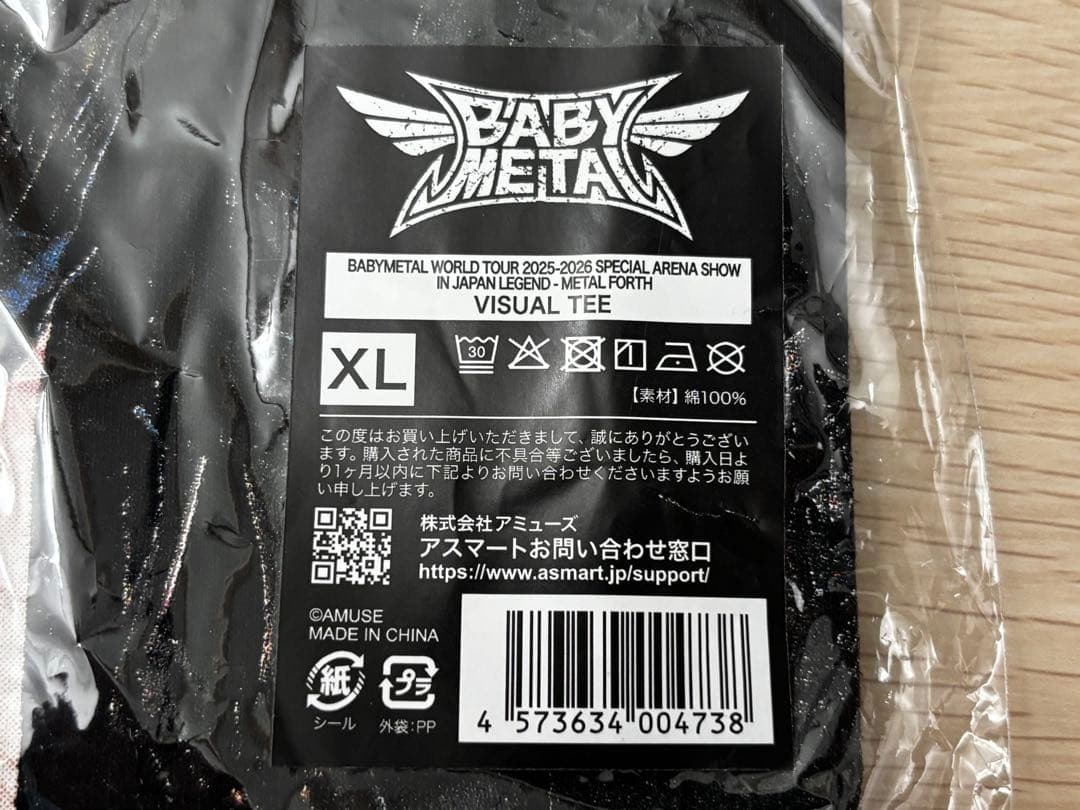 BABY
METAL
BABYMETAL WORLD TOUR 2025-2026 SPECIAL ARENA SHOW
IN JAPAN LEGEND - METAL FORTH
VISUAL TEE
XL
30
【素材】綿100%
この度はお買い上げいただきまして、誠にありがとうござい
ます。購入された商品に不具合等ございましたら、購入日よ
り1ヶ月以内に下記よりお問い合わせくださいますようお願
い申し上げます。
株式会社アミューズ
アスマートお問い合わせ窓口
https://www.asmart.jp/support/
©AMUSE
MADE IN CHINA
紙
プラ
シール
外袋:PP
4 573634 004738